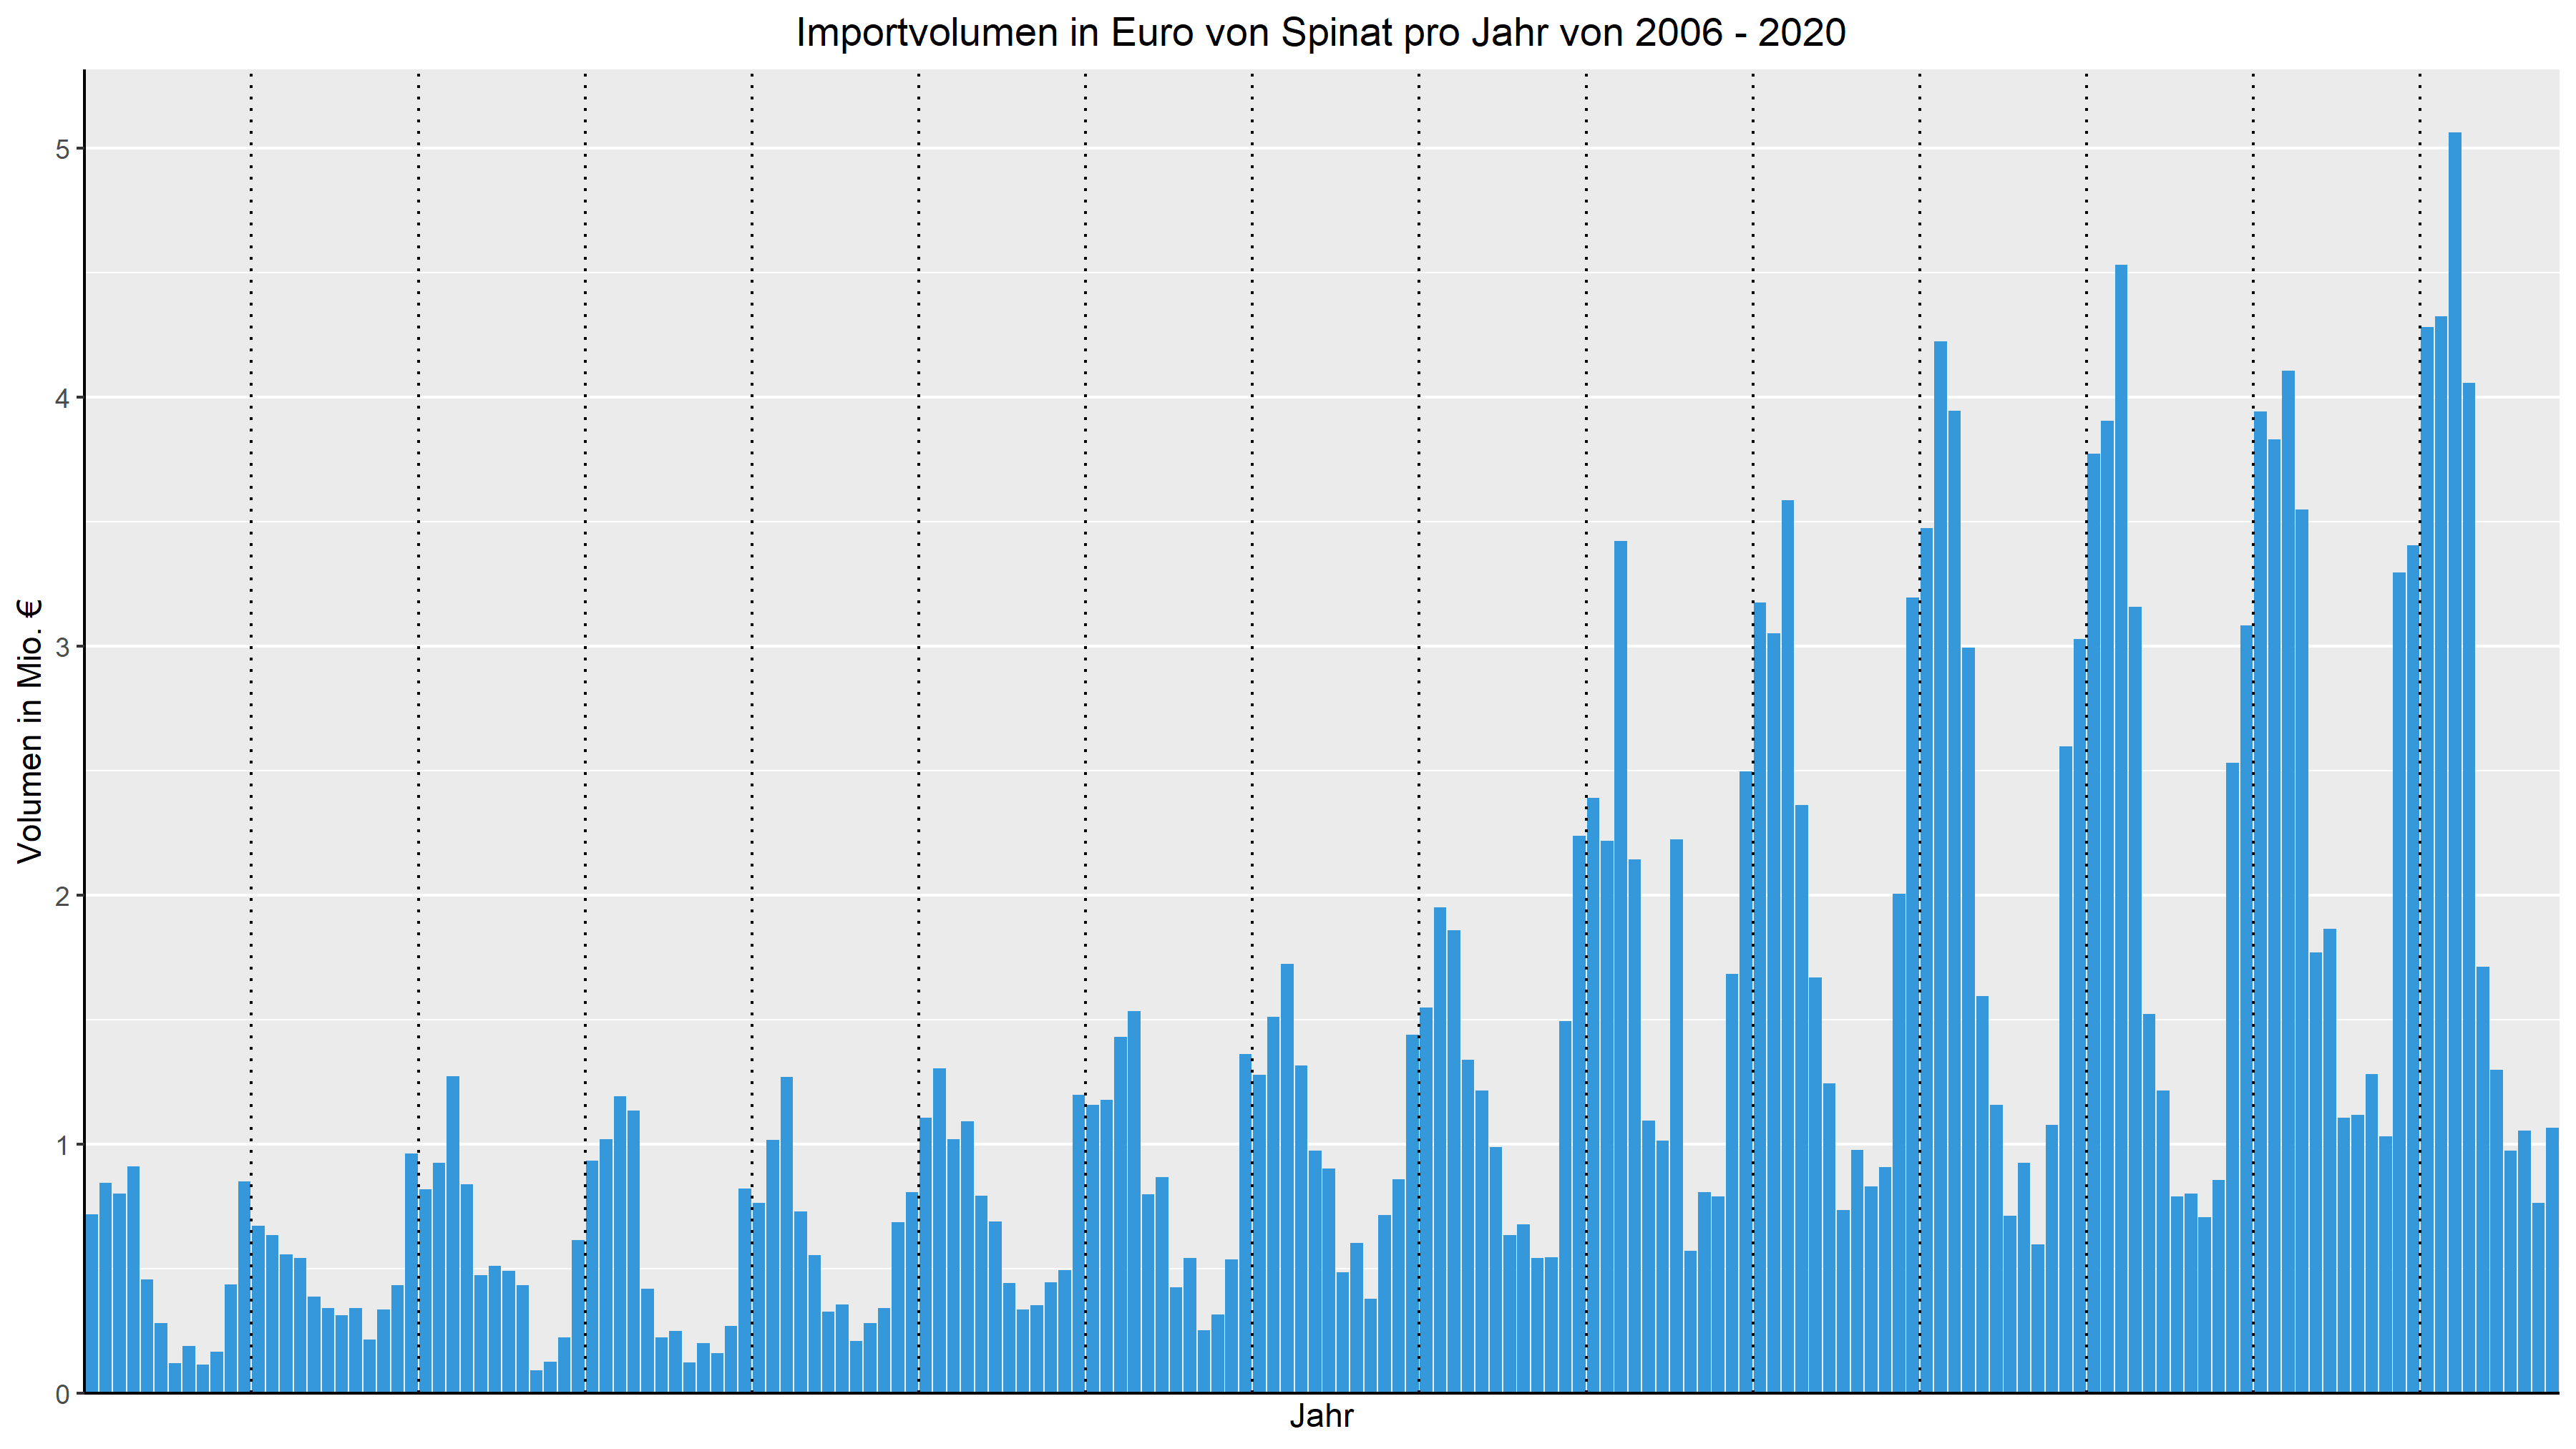 Importvolumen in Euro von Spinat pro Jahr von 2006 - 2020
Volumen in Mio. €
5
4
3
2
1
0
Jahr